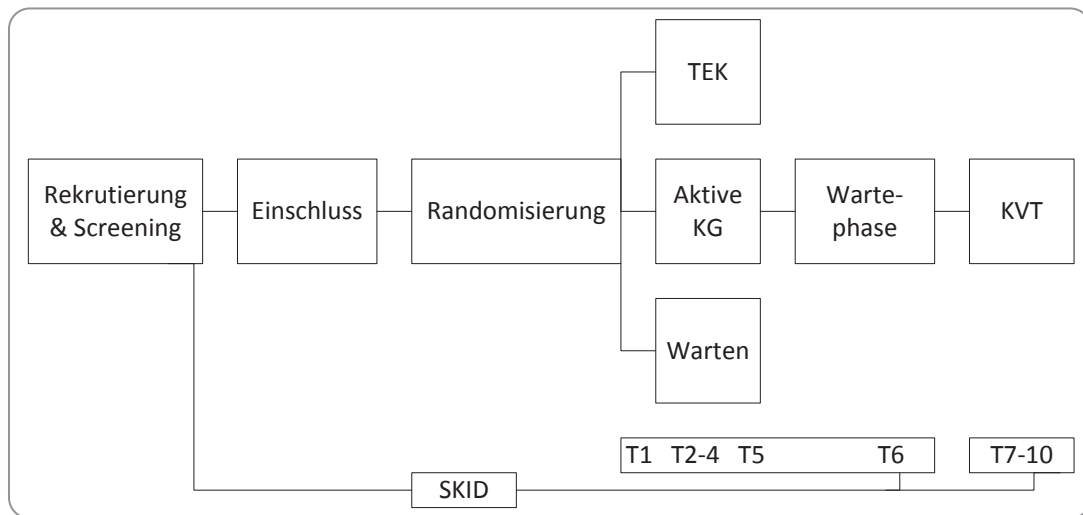 TEK
Rekrutierung
& Screening
Einschluss
Randomisierung
Aktive
KG
Warte-
phase
KVT
Warten
T1 T2-4 T5 T6
T7-10
SKID